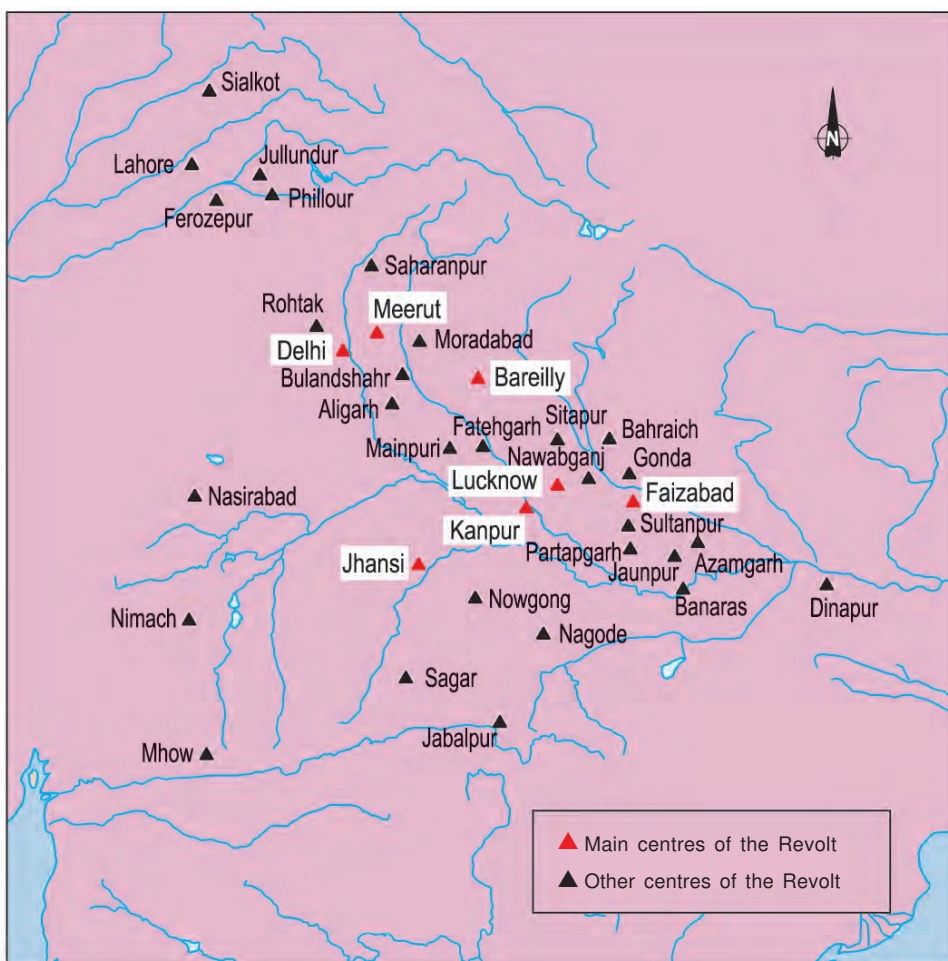 Sialkot
N
Lahore
Jullundur
Phillour
Ferozepur
Saharanpur
Rohtak
Meerut
Moradabad
Delhi
Bulandshahr
Bareilly
Aligarh
Sitapur
Fatehgarh
Bahraich
Mainpuri
Nawabganj
Gonda
Lucknow
Faizabad
Nasirabad
Kanpur
Sultanpur
Partapgarh
Azamgarh
Jhansi
Jaunpur
Nowgong
Banaras
Dinapur
Nimach
Nagode
Sagar
Jabalpur
Mhow
Main centres of the Revolt
Other centres of the Revolt